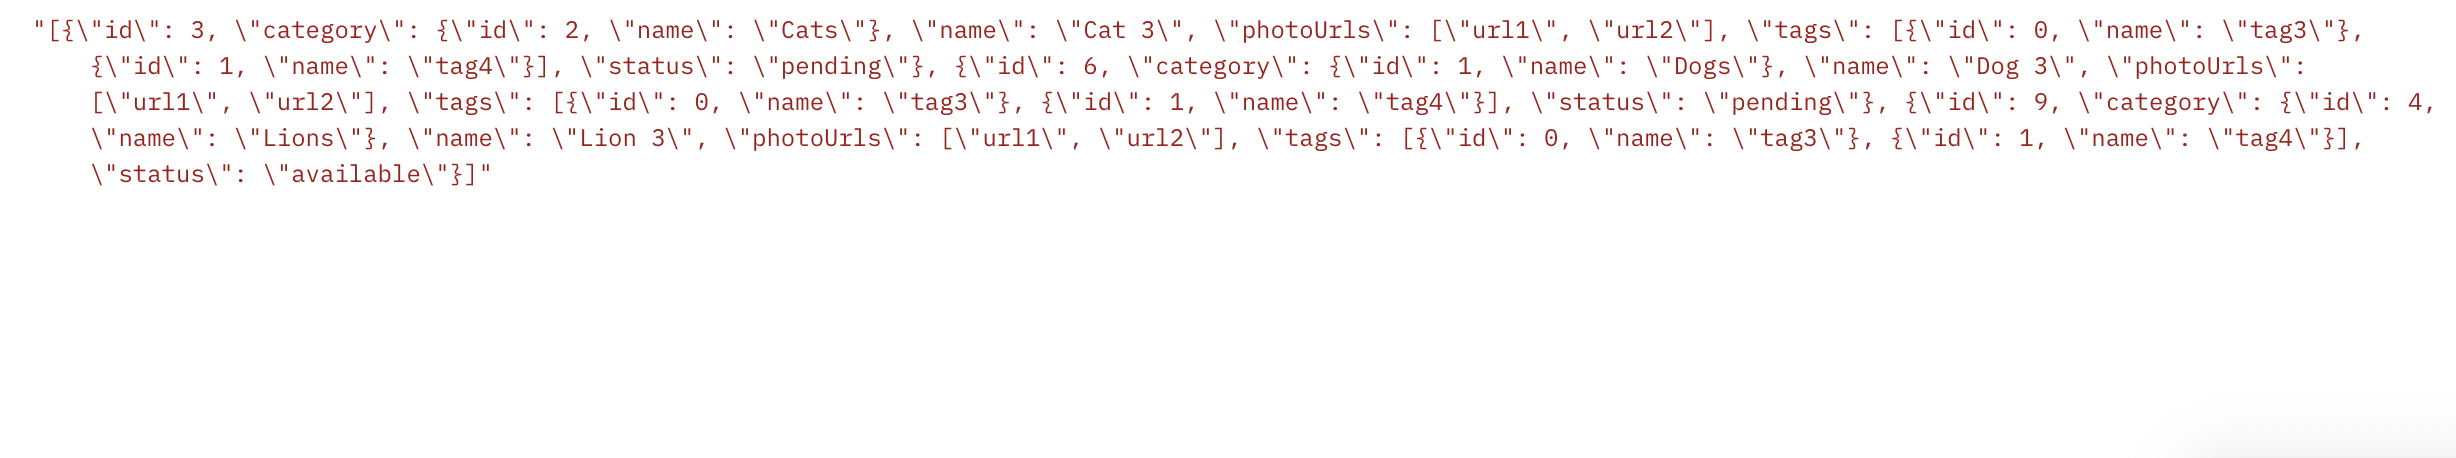 "[{\"id\": 3, \"category\": {\"id\": 2, \"name\": \"Cats\"}, \"name\": \"Cat 3\", \"photoUrls\": [\"url1\", \"url2\"], \"tags\": [{\"id\": 0, \"name\": \"tag3\"},
{\"id\": 1, \"name\": \"tag4\"}], \"status\": \"pending\"}, {\"id\": 6, \"category\": {\"id\": 1, \"name\": \"Dogs\"}, \"name\": \"Dog 3\", \"photoUrls\":
[\"url1\", \"url2\"], \"tags\": [{\"id\": 0, \"name\": \"tag3\"}, {\"id\": 1, \"name\": \"tag4\"}], \"status\": \"pending\"}, {\"id\": 9, \"category\": {\"id\": 4,
\"name\": \"Lions\"}, \"name\": \"Lion 3\", \"photoUrls\": [\"url1\", \"url2\"], \"tags\": [{\"id\": 0, \"name\": \"tag3\"}, {\"id\": 1, \"name\": \"tag4\"}],
\"status\": \"available\"}]"